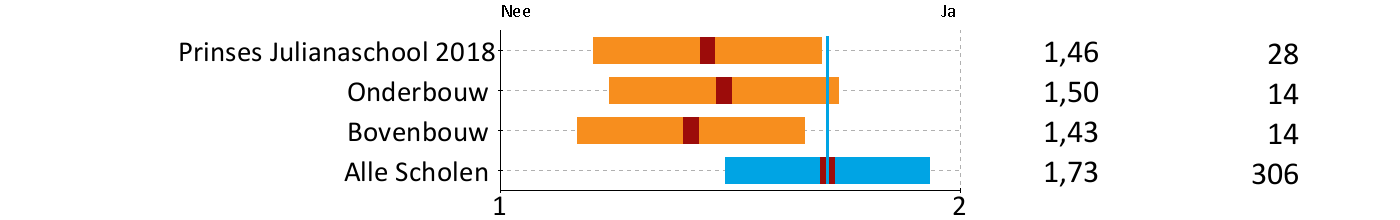 Nee Ja
Prinses Julianaschool 2018 1,46 28
Onderbouw 1,50 14
Bovenbouw 1,43 14
Alle Scholen 1,73 306
1 2